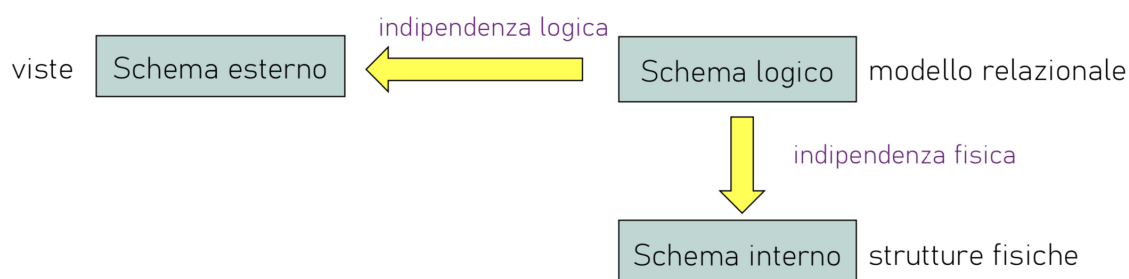 indipendenza logica
viste
Schema esterno
Schema logico
modello relazionale
indipendenza fisica
Schema interno
strutture fisiche